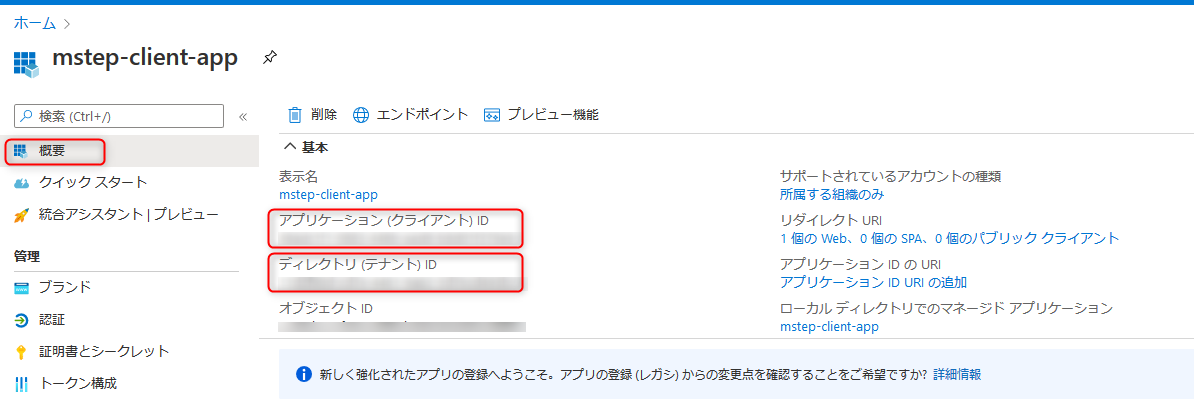 ホーム
mstep-client-app
検索 (Ctrl+/)
«
削除
エンドポイント
プレビュー機能
概要
クイック スタート
統合アシスタント | プレビュー
管理
ブランド
認証
証明書とシークレット
トークン構成
基本
表示名
mstep-client-app
アプリケーション (クライアント) ID
ディレクトリ (テナント) ID
オブジェクト ID
サポートされているアカウントの種類
所属する組織のみ
リダイレクト URI
1 個の Web、0 個の SPA、0 個のパブリック クライアント
アプリケーション ID の URI
アプリケーション ID URI の追加
ローカル ディレクトリでのマネージド アプリケーション
mstep-client-app
新しく強化されたアプリの登録へようこそ。アプリの登録 (レガシ) からの変更点を確認することをご希望ですか? 詳細情報